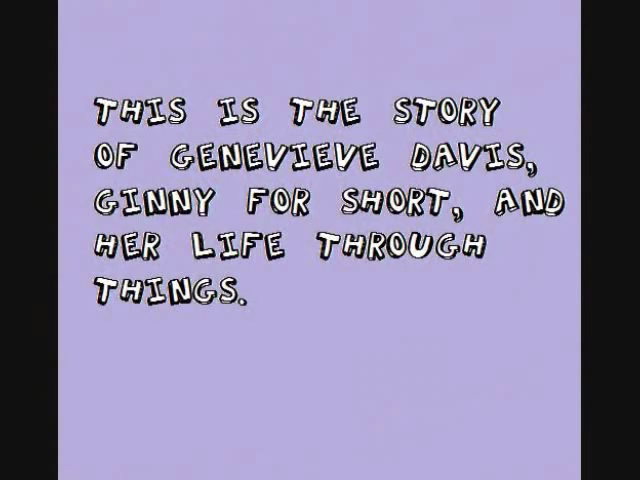 THIS IS THE STORY
OF GENEVIEVE DAVIS,
GINNY FOR SHORT, AND
HER LIFE THROUGH
THINGS.